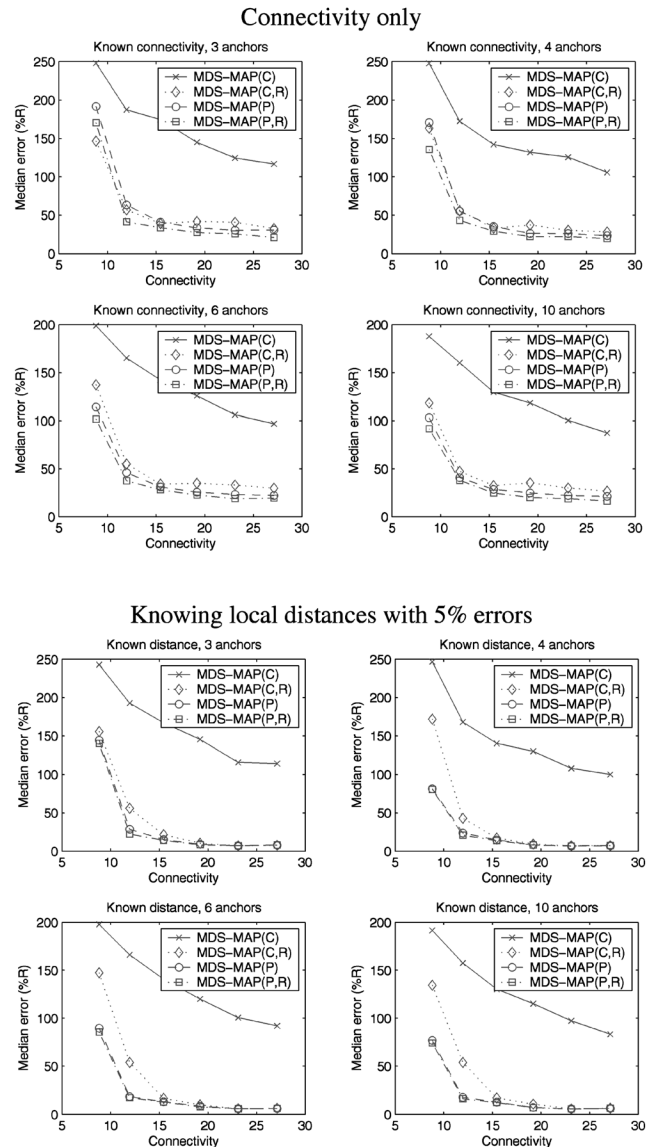 Connectivity only
Known connectivity, 3 anchors
250
200
150
100
50
0
Median error (%R)
MDS-MAP(C)
MDS-MAP(C,R)
MDS-MAP(P)
MDS-MAP(P,R)
5 10 15 20 25 30
Connectivity
Known connectivity, 4 anchors
250
200
150
100
50
0
Median error (%R)
MDS-MAP(C)
MDS-MAP(C,R)
MDS-MAP(P)
MDS-MAP(P,R)
5 10 15 20 25 30
Connectivity
Known connectivity, 6 anchors
200
150
100
50
0
Median error (%R)
MDS-MAP(C)
MDS-MAP(C,R)
MDS-MAP(P)
MDS-MAP(P,R)
5 10 15 20 25 30
Connectivity
Known connectivity, 10 anchors
200
150
100
50
0
Median error (%R)
MDS-MAP(C)
MDS-MAP(C,R)
MDS-MAP(P)
MDS-MAP(P,R)
5 10 15 20 25 30
Connectivity
Knowing local distances with 5% errors
Known distance, 3 anchors
250
200
150
100
50
0
Median error (%R)
MDS-MAP(C)
MDS-MAP(C,R)
MDS-MAP(P)
MDS-MAP(P,R)
5 10 15 20 25 30
Connectivity
Known distance, 4 anchors
250
200
150
100
50
0
Median error (%R)
MDS-MAP(C)
MDS-MAP(C,R)
MDS-MAP(P)
MDS-MAP(P,R)
5 10 15 20 25 30
Connectivity
Known distance, 6 anchors
200
150
100
50
0
Median error (%R)
MDS-MAP(C)
MDS-MAP(C,R)
MDS-MAP(P)
MDS-MAP(P,R)
5 10 15 20 25 30
Connectivity
Known distance, 10 anchors
200
150
100
50
0
Median error (%R)
MDS-MAP(C)
MDS-MAP(C,R)
MDS-MAP(P)
MDS-MAP(P,R)
5 10 15 20 25 30
Connectivity